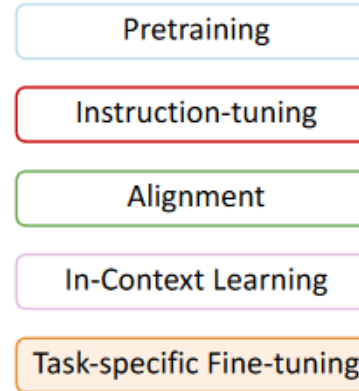 Pretraining
Instruction-tuning
Alignment
In-Context Learning
Task-specific Fine-tuning